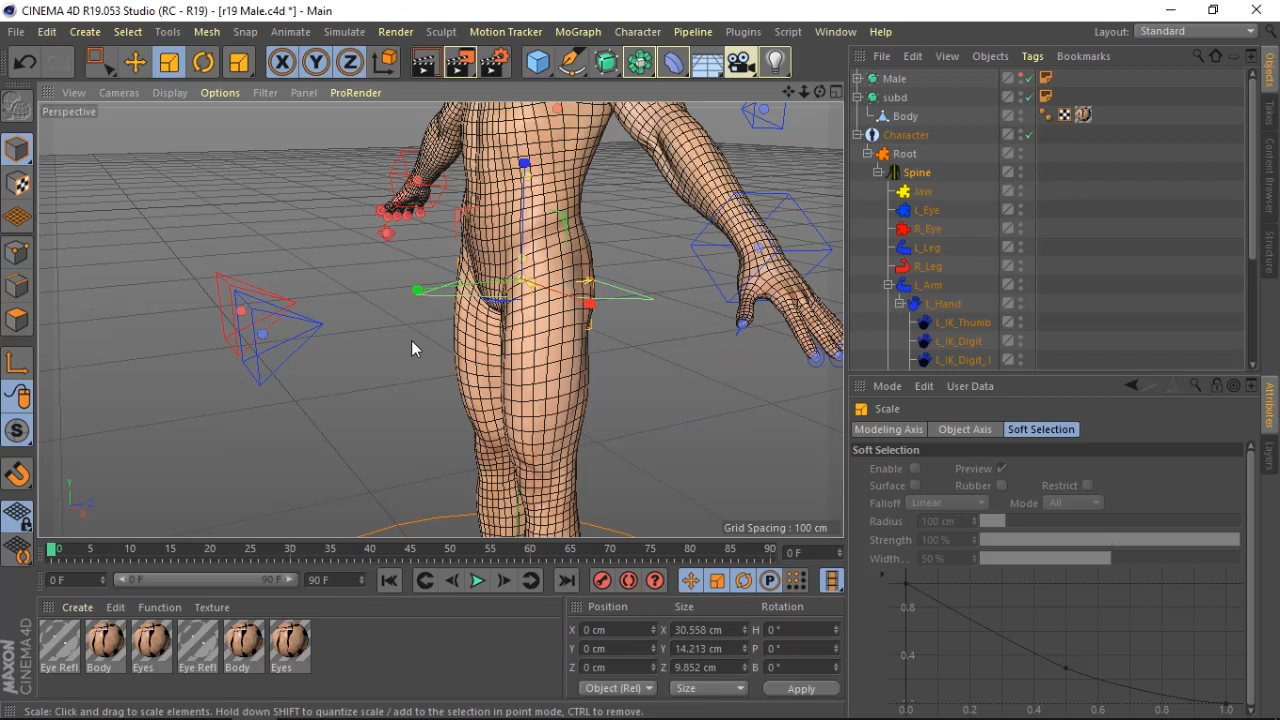 CINEMA 4D R19.053 Studio (RC - R19) - [r19 Male.c4d *] - Main
File Edit Create Select Tools Mesh Snap Animate Simulate Render Sculpt Motion Tracker MoGraph Character Pipeline Plugins Script Window Help Layout: Standard
X Y Z
File Edit View Objects Tags Bookmarks
View Cameras Display Options Filter Panel ProRender
Perspective
Male
subd
Body
Character
Root
Spine
Jaw
L_Eye
R_Eye
L_Leg
R_Leg
L_Arm
L_Hand
L_IK_Thumb
L_IK_Digit
L_IK_Digit_1
Objects
Takes
Content Browser
Structure
Y
Z
X
Grid Spacing : 100 cm
Mode Edit User Data
Scale
Modeling Axis Object Axis Soft Selection
Soft Selection
Enable Preview
Surface Rubber Restrict
Falloff Linear Mode All
Radius 100 cm
Strength 100 %
Width.. 50 %
0.8
0.4
0.0 0.2 0.4 0.6 0.8 1.0
Attributes
Layers
0 5 10 15 20 25 30 35 40 45 50 55 60 65 70 75 80 85 90 0 F
0 F 0 F 90 F 90 F
Create Edit Function Texture
Eye Refl Body Eyes Eye Refl Body Eyes
Position Size Rotation
X 0 cm X 30.558 cm H 0 °
Y 0 cm Y 14.213 cm P 0 °
Z 0 cm Z 9.852 cm B 0 °
Object (Rel) Size Apply
MAXON CINEMA 4D
Scale: Click and drag to scale elements. Hold down SHIFT to quantize scale / add to the selection in point mode, CTRL to remove.